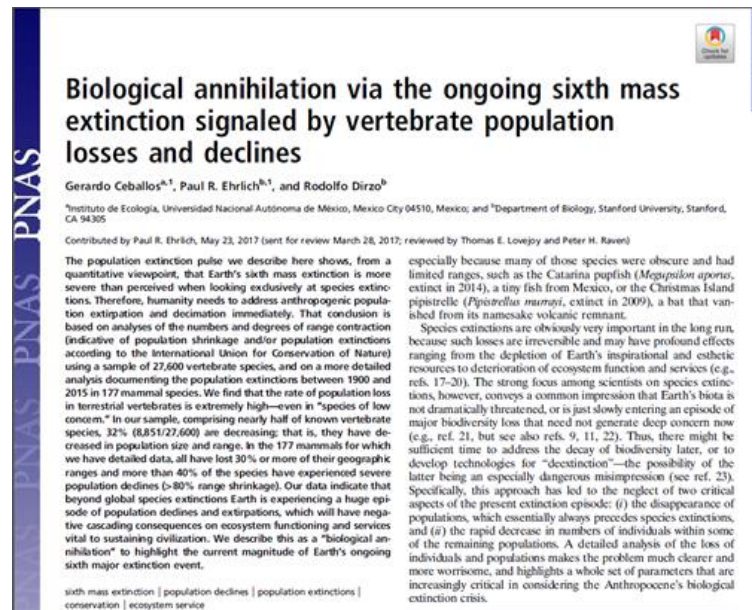 Check for
updates
PNAS PNAS PNAS
Biological annihilation via the ongoing sixth mass
extinction signaled by vertebrate population
losses and declines
Gerardo Ceballosa,1, Paul R. Ehrlichb,1, and Rodolfo Dirzob
aInstituto de Ecología, Universidad Nacional Autónoma de México, Mexico City 04510, Mexico; and bDepartment of Biology, Stanford University, Stanford,
CA 94305
Contributed by Paul R. Ehrlich, May 23, 2017 (sent for review March 28, 2017; reviewed by Thomas E. Lovejoy and Peter H. Raven)
The population extinction pulse we describe here shows, from a
quantitative viewpoint, that Earth's sixth mass extinction is more
severe than perceived when looking exclusively at species extinc-
tions. Therefore, humanity needs to address anthropogenic popula-
tion extirpation and decimation immediately. That conclusion is
based on analyses of the numbers and degrees of range contraction
(indicative of population shrinkage and/or population extinctions
according to the International Union for Conservation of Nature)
using a sample of 27,600 vertebrate species, and on a more detailed
analysis documenting the population extinctions between 1900 and
2015 in 177 mammal species. We find that the rate of population loss
in terrestrial vertebrates is extremely high—even in "species of low
concern." In our sample, comprising nearly half of known vertebrate
species, 32% (8,851/27,600) are decreasing; that is, they have de-
creased in population size and range. In the 177 mammals for which
we have detailed data, all have lost 30% or more of their geographic
ranges and more than 40% of the species have experienced severe
population declines (>80% range shrinkage). Our data indicate that
beyond global species extinctions Earth is experiencing a huge epi-
sode of population declines and extirpations, which will have nega-
tive cascading consequences on ecosystem functioning and services
vital to sustaining civilization. We describe this as a "biological an-
nihilation" to highlight the current magnitude of Earth's ongoing
sixth major extinction event.
sixth mass extinction | population declines | population extinctions |
conservation | ecosystem service
especially because many of those species were obscure and had
limited ranges, such as the Catarina pupfish (Megupsilon aporus,
extinct in 2014), a tiny fish from Mexico, or the Christmas Island
pipistrelle (Pipistrellus murrayi, extinct in 2009), a bat that van-
ished from its namesake volcanic remnant.
Species extinctions are obviously very important in the long run,
because such losses are irreversible and may have profound effects
ranging from the depletion of Earth's inspirational and esthetic
resources to deterioration of ecosystem function and services (e.g.,
refs. 17–20). The strong focus among scientists on species extinc-
tions, however, conveys a common impression that Earth's biota is
not dramatically threatened, or is just slowly entering an episode of
major biodiversity loss that need not generate deep concern now
(e.g., ref. 21, but see also refs. 9, 11, 22). Thus, there might be
sufficient time to address the decay of biodiversity later, or to
develop technologies for "deextinction"—the possibility of the
latter being an especially dangerous misimpression (see ref. 23).
Specifically, this approach has led to the neglect of two critical
aspects of the present extinction episode: (i) the disappearance of
populations, which essentially always precedes species extinctions,
and (ii) the rapid decrease in numbers of individuals within some
of the remaining populations. A detailed analysis of the loss of
individuals and populations makes the problem much clearer and
more worrisome, and highlights a whole set of parameters that are
increasingly critical in considering the Anthropocene's biological
extinction crisis.